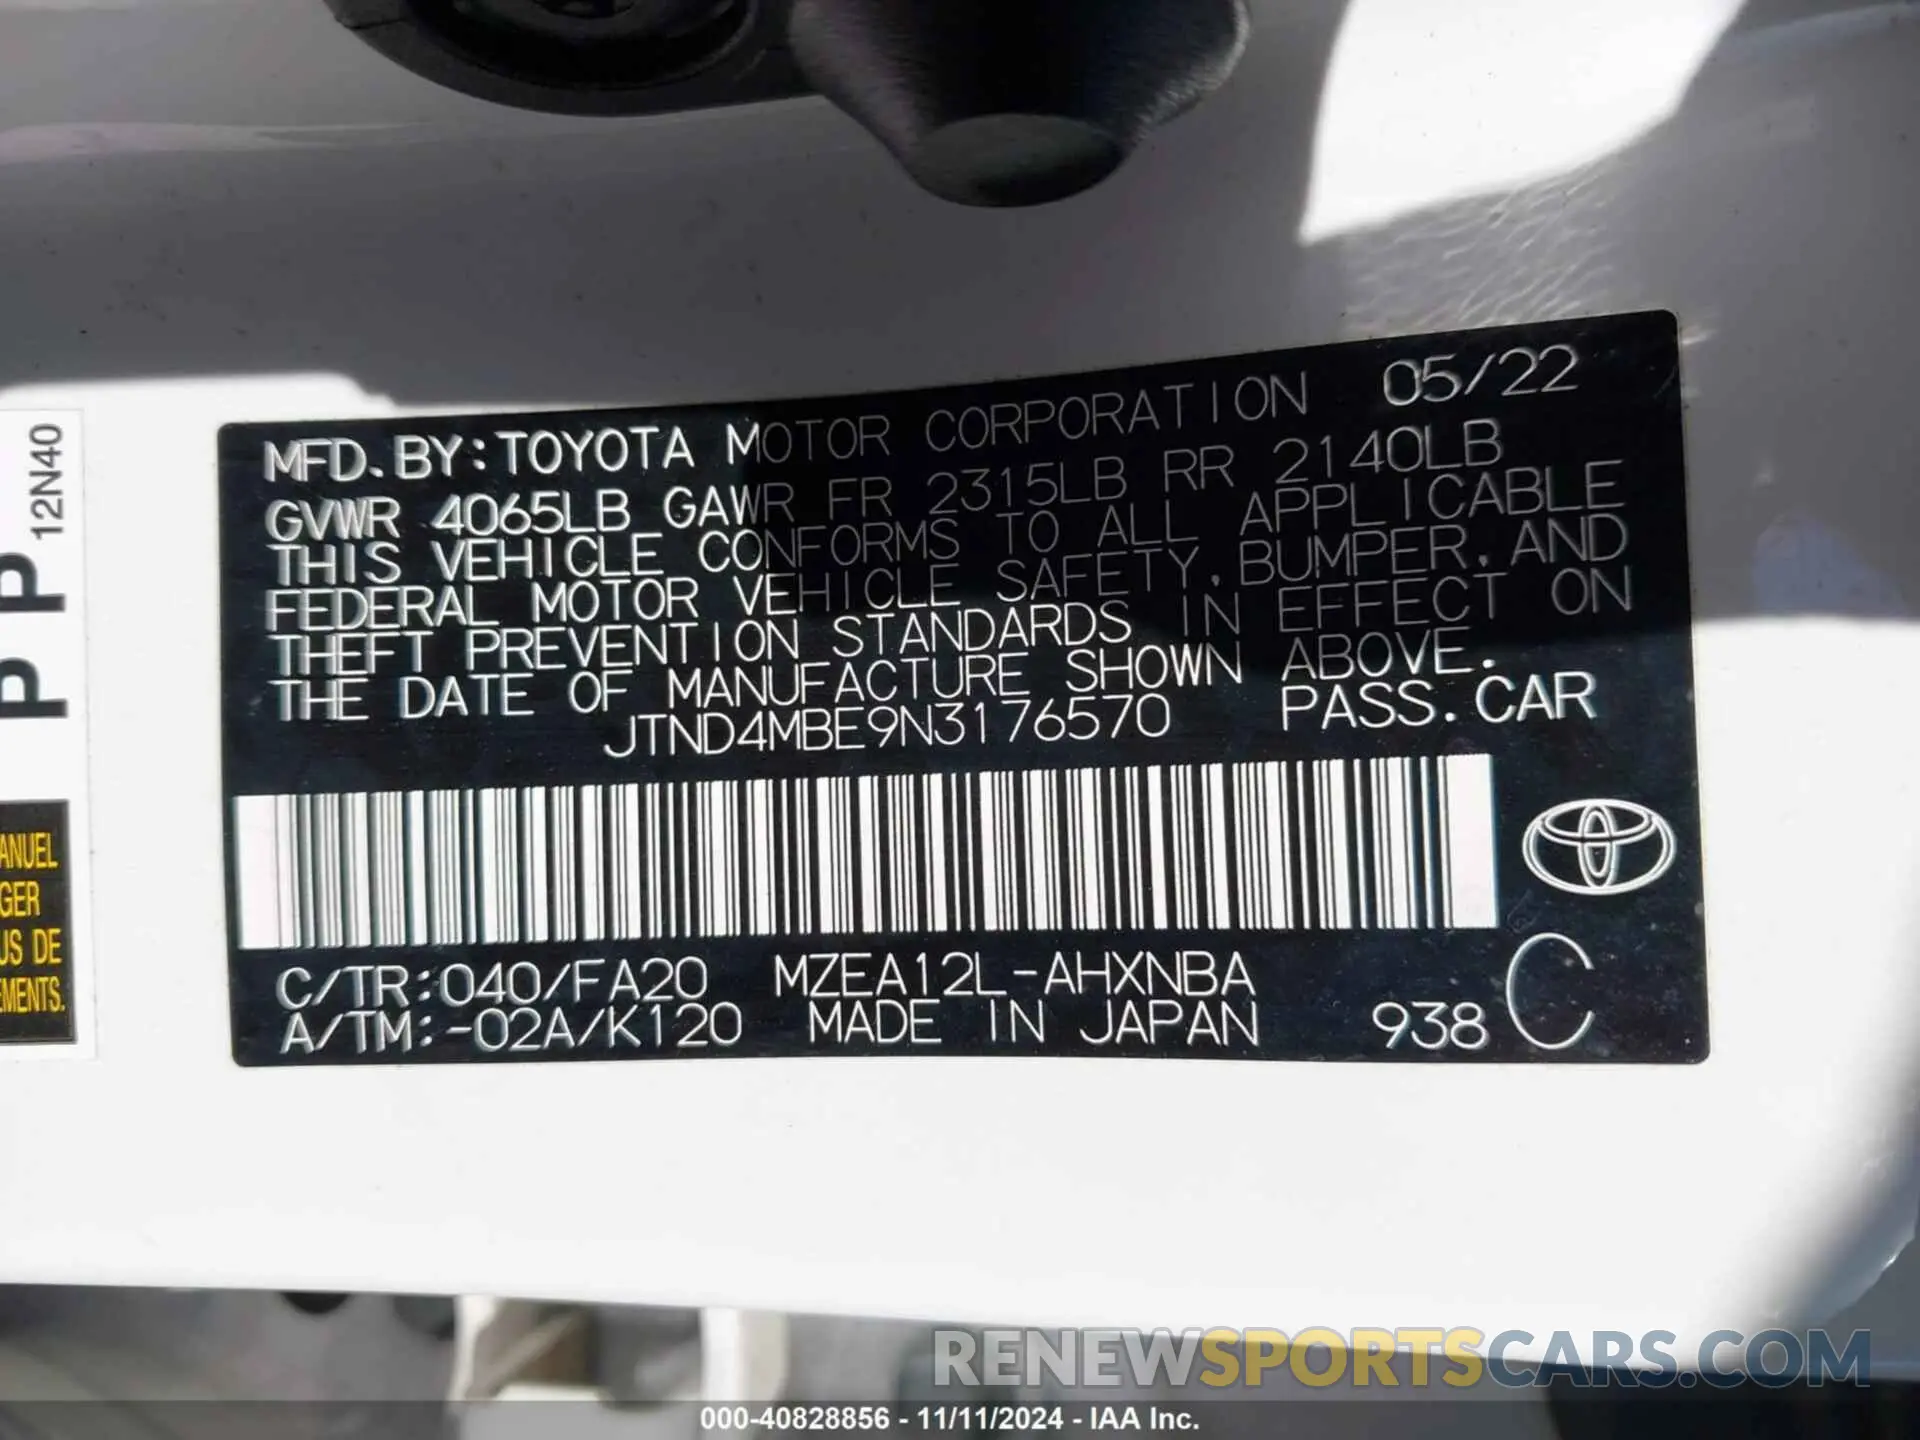 MFD. BY: TOYOTA MOTOR CORPORATION 05/22
GVWR 4065LB GAWR FR 2315LB RR 2140LB
THIS VEHICLE CONFORMS TO ALL APPLICABLE
FEDERAL MOTOR VEHICLE SAFETY, BUMPER, AND
THEFT PREVENTION STANDARDS IN EFFECT ON
THE DATE OF MANUFACTURE SHOWN ABOVE.
JTND4MBE9N3176570 PASS. CAR
C/TR:040/FA20 MZEA12L-AHXNBA
A/TM:-02A/K120 MADE IN JAPAN 938 C
P P 12N40
ANUEL
GER
US DE
EMENTS.
RENEWSPORTSCARS.COM
000-40828856 - 11/11/2024 - IAA Inc.